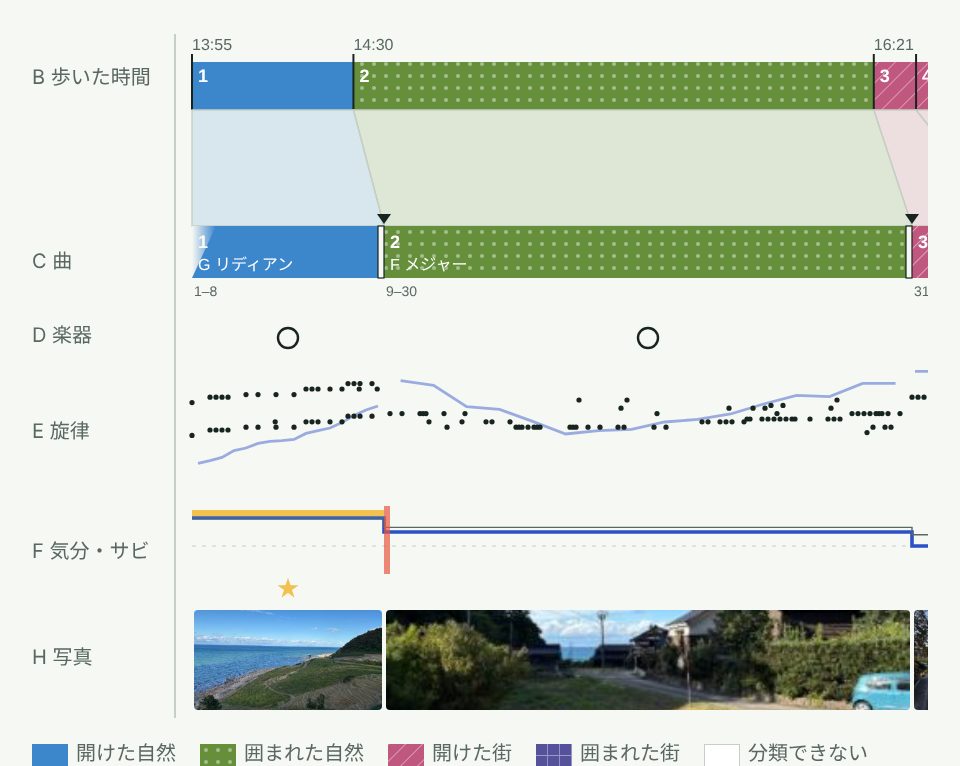 13:55 14:30 16:21
B 歩いた時間 1 2 3 4
1 2 3
C 曲 G リディアン F メジャー
1–8 9–30 31
D 楽器
E 旋律
F 気分・サビ
H 写真
開けた自然 囲まれた自然 開けた街 囲まれた街 分類できない